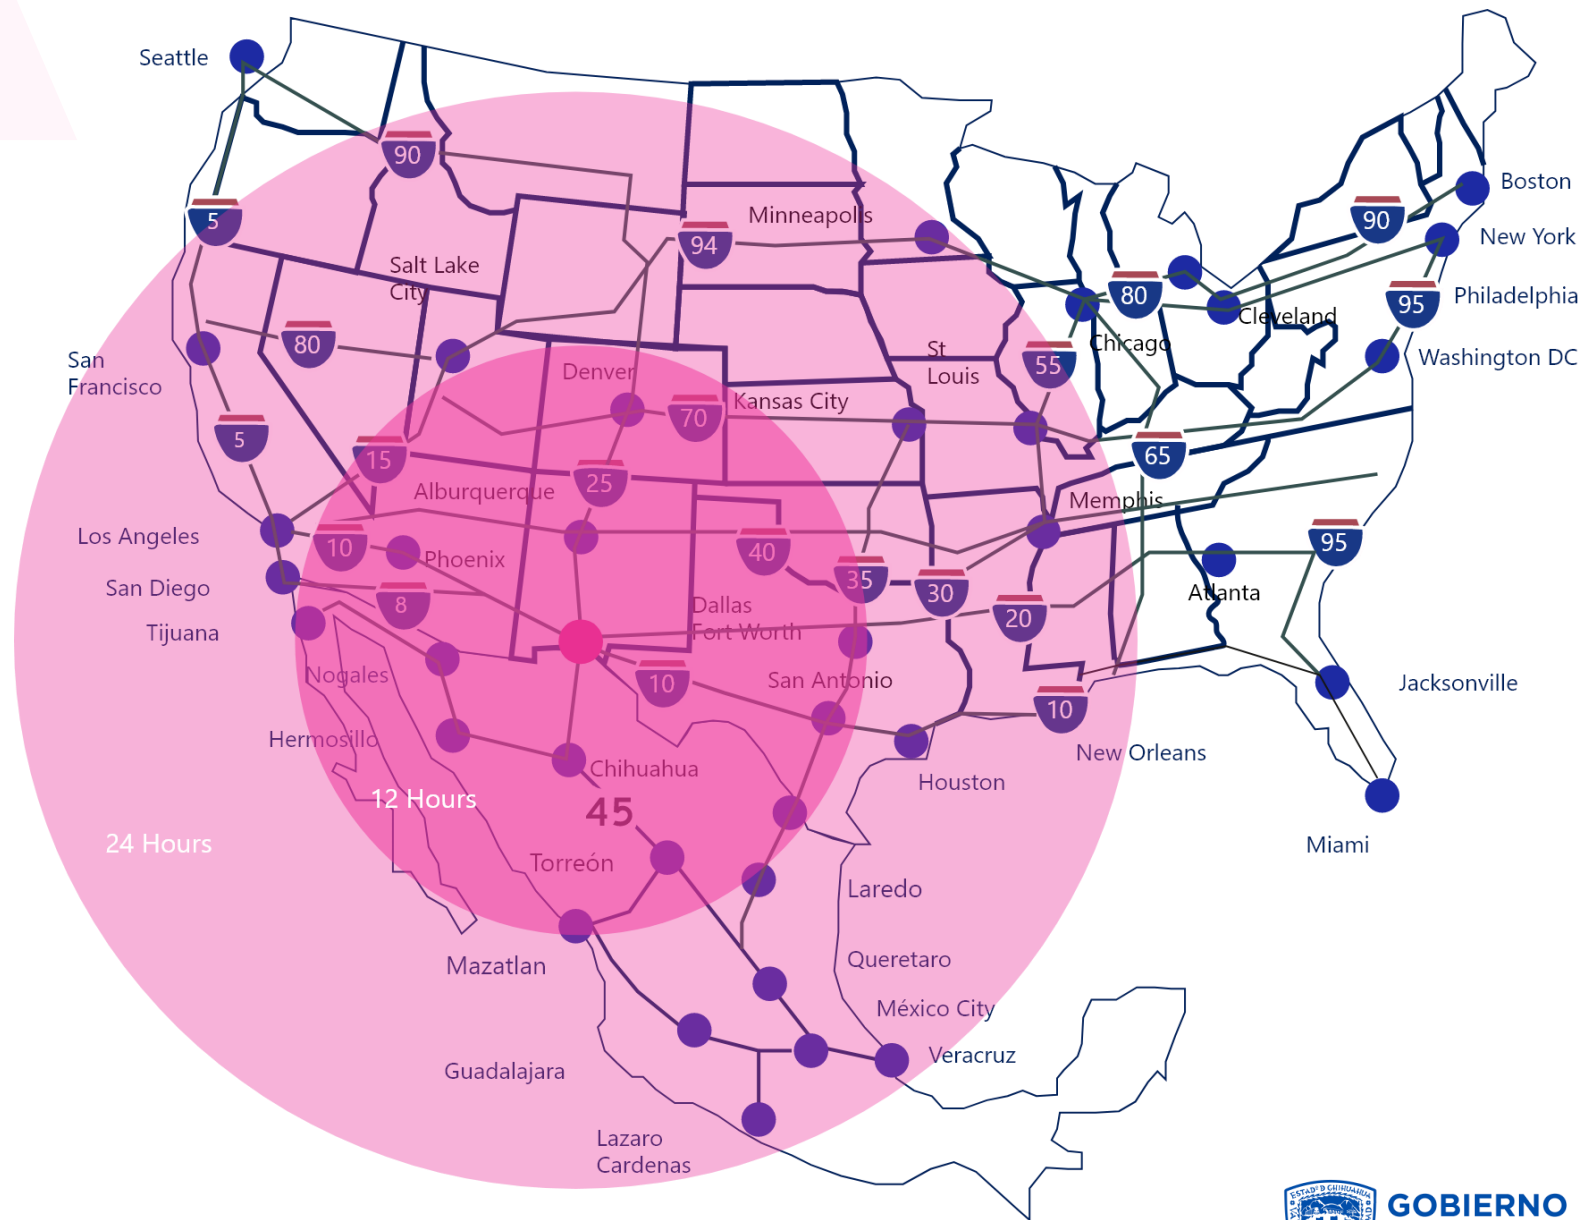 Seattle
90
Boston
5
90
New York
Minneapolis
94
Salt Lake
City
80
95
Philadelphia
Cleveland
80
Chicago
San
Francisco
St
Louis
55
Washington DC
Denver
Kansas City
70
5
15
65
25
Alburquerque
Memphis
Los Angeles
10
Phoenix
40
95
San Diego
8
35
30
Atlanta
20
Tijuana
Dallas
Fort Worth
Nogales
10
San Antonio
Jacksonville
10
Hermosillo
New Orleans
Chihuahua
Houston
12 Hours
45
24 Hours
Miami
Torreón
Laredo
Mazatlan
Queretaro
México City
Veracruz
Guadalajara
Lazaro
Cardenas
ESTADO D CHIHUAHUA
GOBIERNO